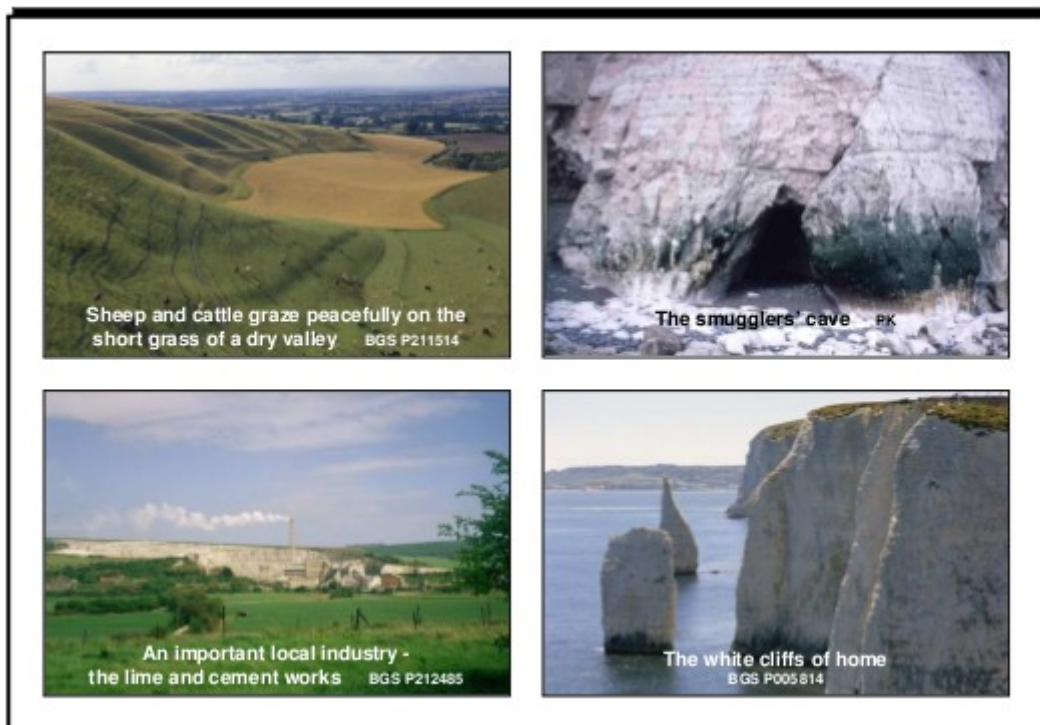 Sheep and cattle graze peacefully on the
short grass of a dry valley BGS P211514
The smugglers' cave PK
An important local industry -
the lime and cement works BGS P212485
The white cliffs of home
BGS P005814